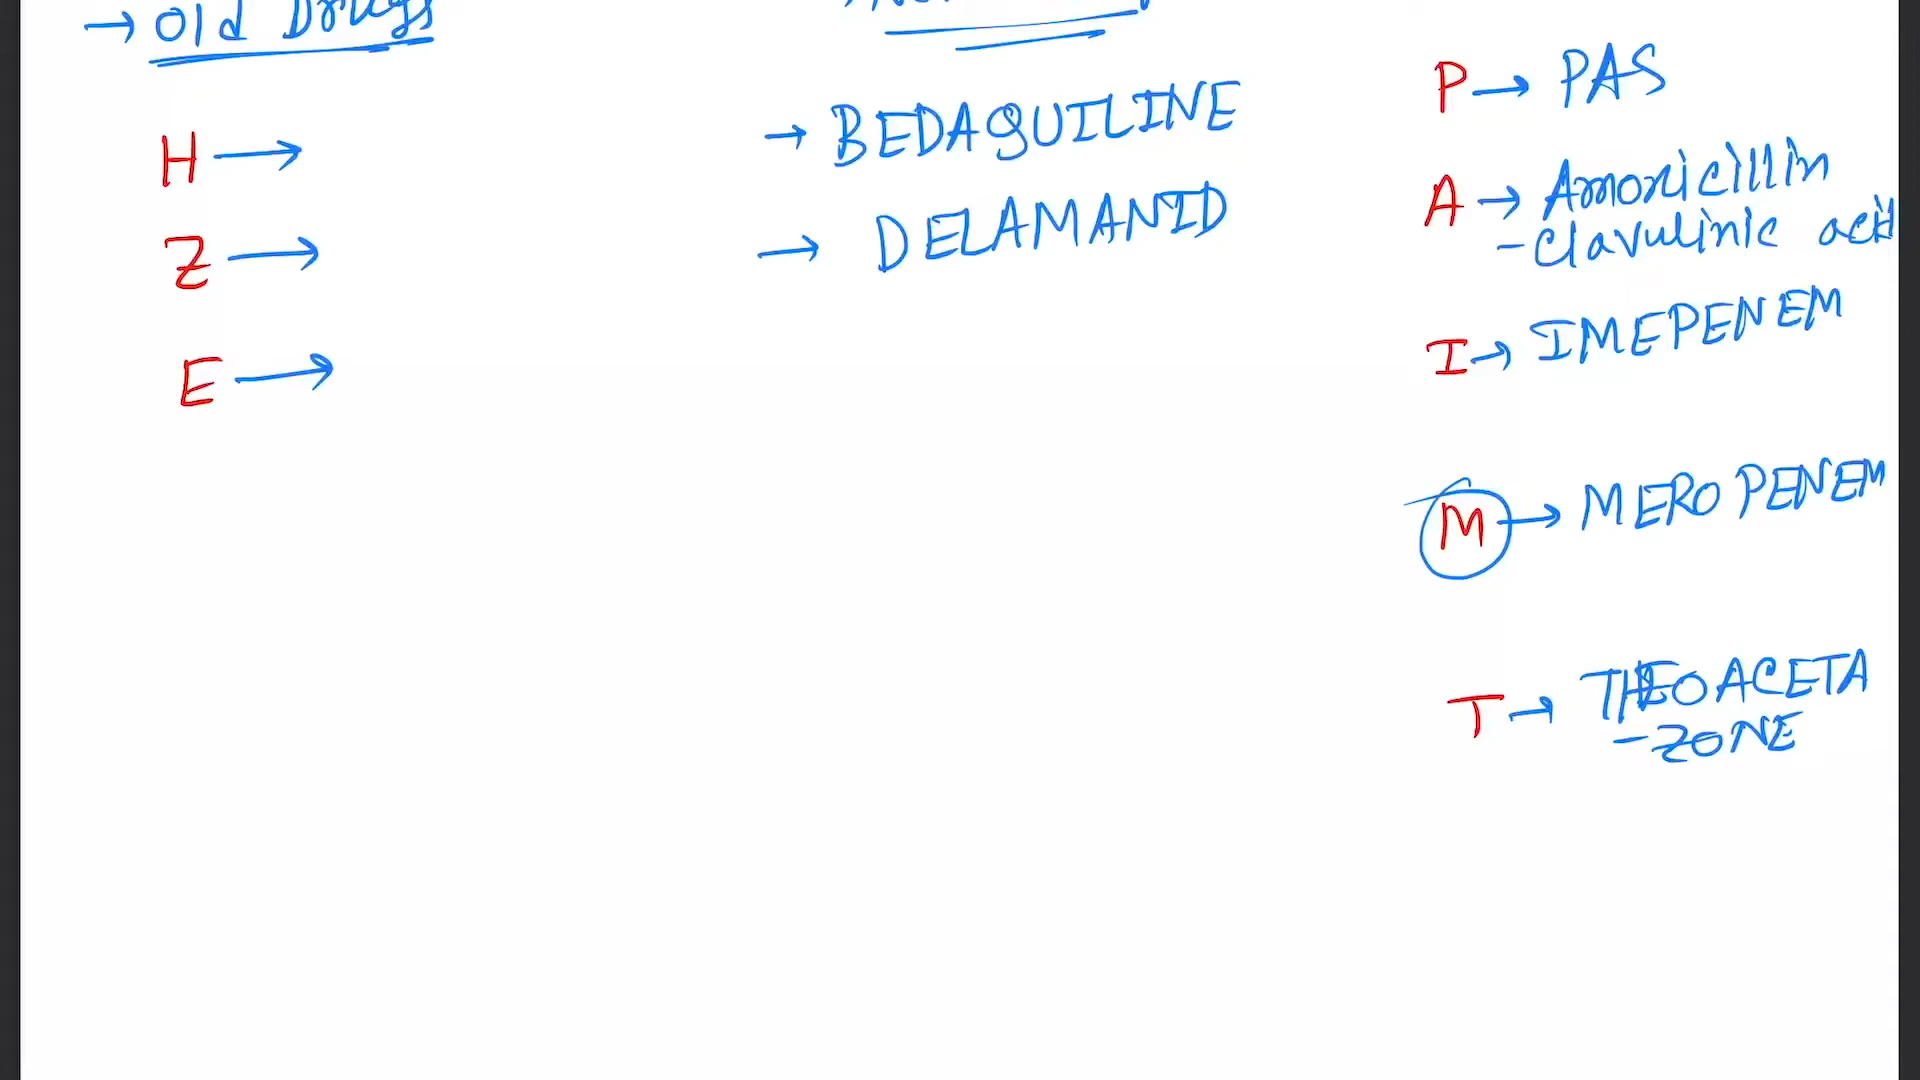 → Old Drugs
H →
Z →
E →
→ BEDAQUILINE
→ DELAMANID
P → PAS
A → Amoxicillin
- Clavulinic acid
I → IMEPENEM
M → MEROPENEM
T → THEOACETA
- ZONE